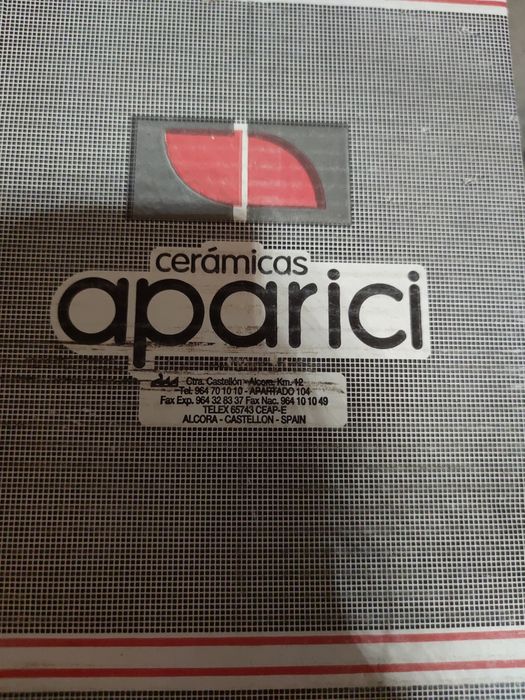 cerámicas
aparici
Ctra. Castellón - Alcora, Km. 12
Tel: 964 70 10 10 - APARTADO 104
Fax Exp. 964 32 83 37 Fax Nac. 964 10 10 49
TELEX 65743 CEAP-E
ALCORA - CASTELLON - SPAIN